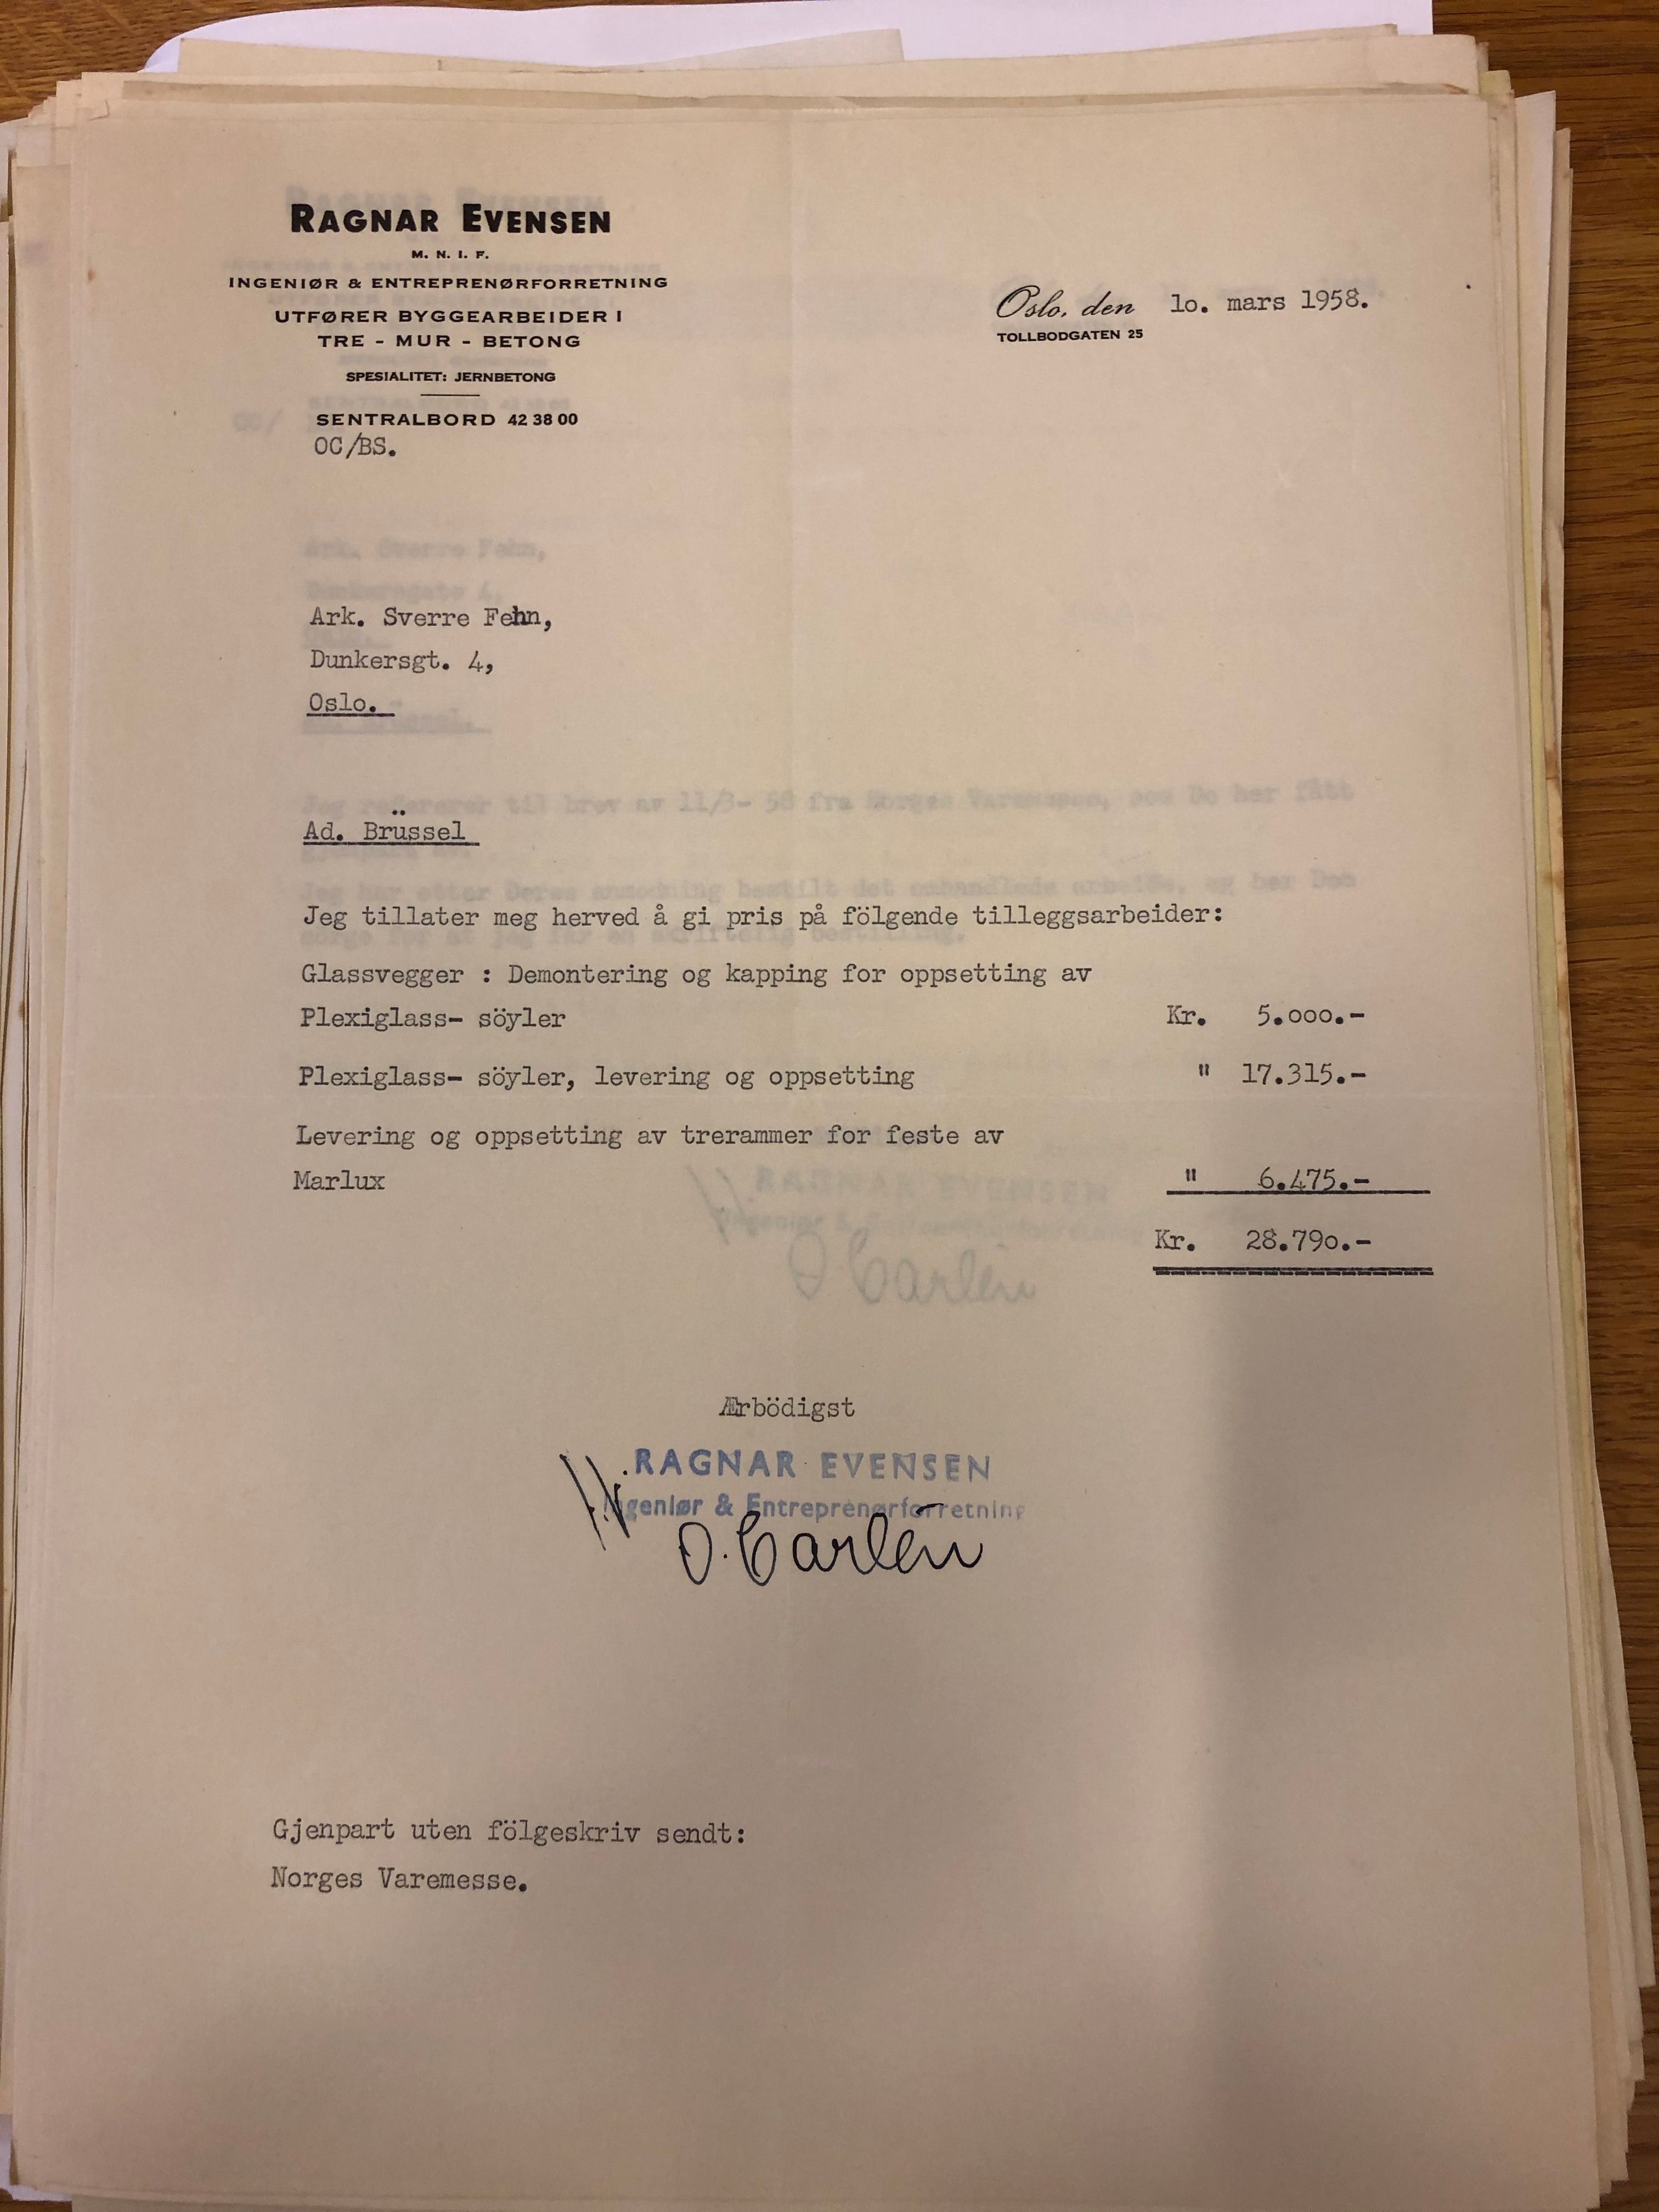 RAGNAR EVENSEN
M. N. I. F.
INGENIØR & ENTREPRENØRFORRETNING
UTFØRER BYGGEARBEIDER I
TRE - MUR - BETONG
SPESIALITET: JERNBETONG
SENTRALBORD 42 38 00
OC/BS.
Oslo, den lo. mars 1958.
TOLLBODGATEN 25
Ark. Sverre Fehn,
Dunkersgt. 4,
Oslo.
Ad. Brüssel
Jeg tillater meg herved å gi pris på fölgende tilleggsarbeider:
Glassvegger : Demontering og kapping for oppsetting av
Plexiglass- söyler Kr. 5.ooo.-
Plexiglass- söyler, levering og oppsetting " 17.315.-
Levering og oppsetting av trerammer for feste av
Marlux " 6.475.-
Kr. 28.79o.-
Ærbödigst
RAGNAR EVENSEN
Ingeniør & Entreprenørforretning
O. Carlén
Gjenpart uten fölgeskriv sendt:
Norges Varemesse.